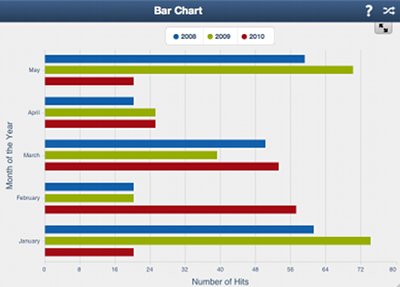 Bar Chart ?
2008 2009 2010
May
April
March
February
January
Month of the Year
0 8 16 24 32 40 48 56 64 72 80
Number of Hits